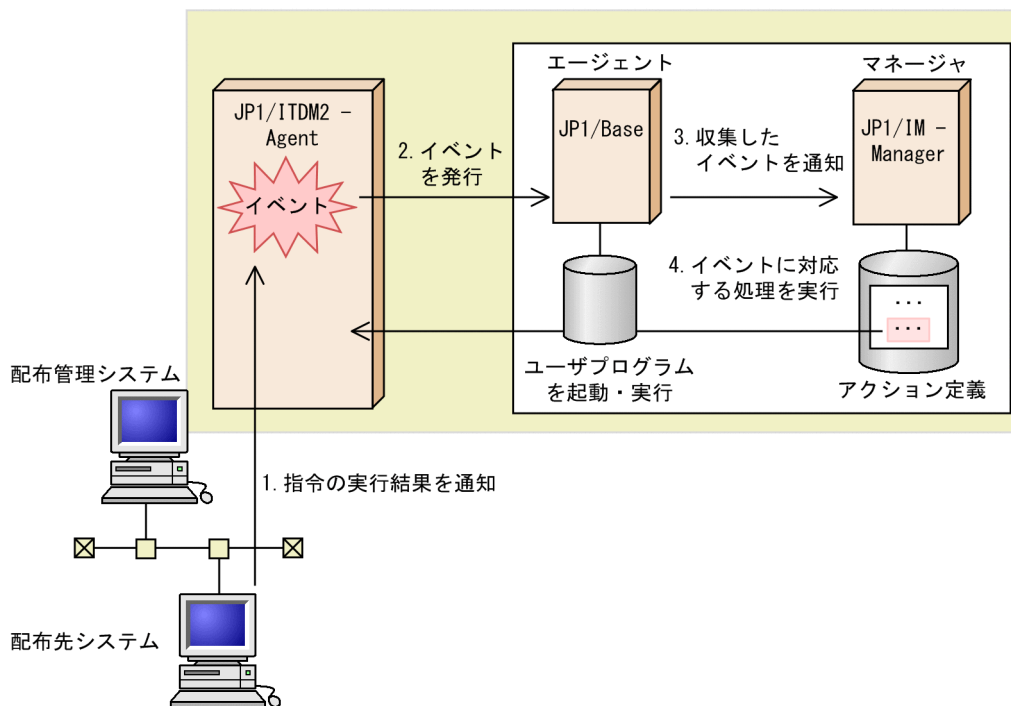 エージェント
マネージャ
JP1/ITDM2 −
Agent
イベント
2. イベント
を発行
JP1/Base
3. 収集した
イベントを通知
JP1/IM −
Manager
4. イベントに対応
する処理を実行
...
...
ユーザプログラム
を起動・実行
アクション定義
配布管理システム
1. 指令の実行結果を通知
配布先システム